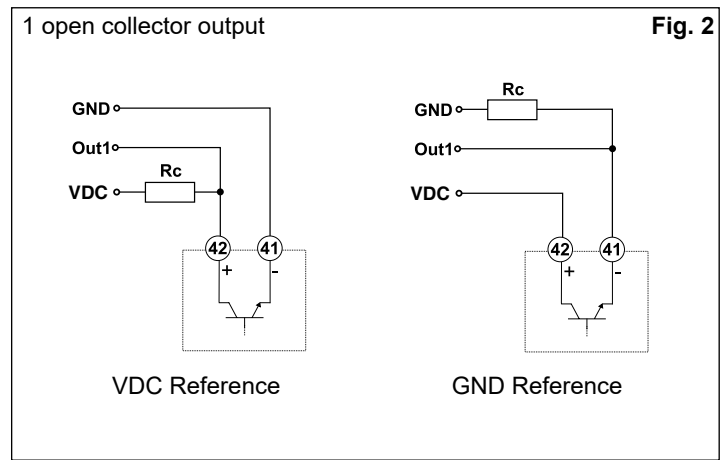 1 open collector output
Fig. 2
GND
Out1
Rc
VDC
42
41
+
-
VDC Reference
Rc
GND
Out1
VDC
42
41
+
-
GND Reference